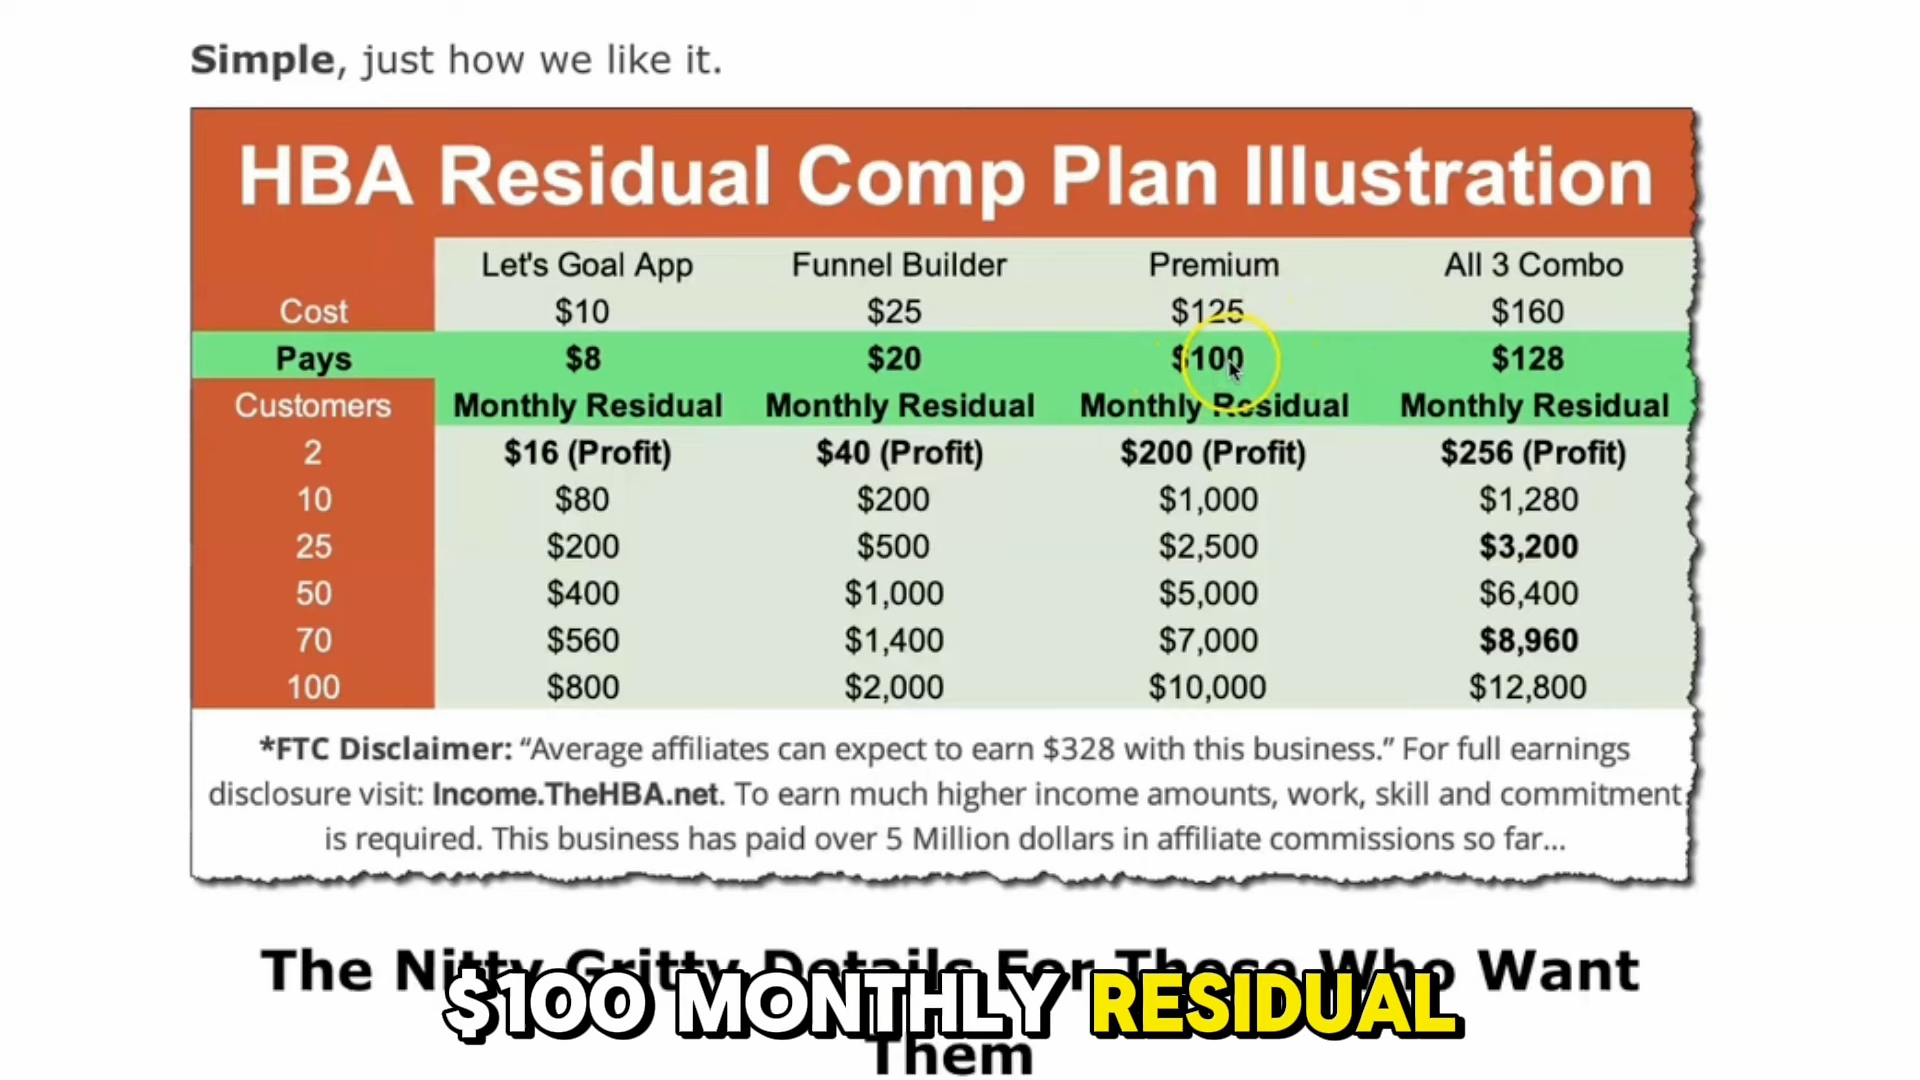 Simple, just how we like it.
HBA Residual Comp Plan Illustration
Let's Goal App Funnel Builder Premium All 3 Combo
Cost $10 $25 $125 $160
Pays $8 $20 $100 $128
Customers Monthly Residual Monthly Residual Monthly Residual Monthly Residual
2 $16 (Profit) $40 (Profit) $200 (Profit) $256 (Profit)
10 $80 $200 $1,000 $1,280
25 $200 $500 $2,500 $3,200
50 $400 $1,000 $5,000 $6,400
70 $560 $1,400 $7,000 $8,960
100 $800 $2,000 $10,000 $12,800
*FTC Disclaimer: “Average affiliates can expect to earn $328 with this business.” For full earnings
disclosure visit: Income.TheHBA.net. To earn much higher income amounts, work, skill and commitment
is required. This business has paid over 5 Million dollars in affiliate commissions so far...
The Nitty Gritty Details For Those Who Want
$100 MONTHLY RESIDUAL
Them